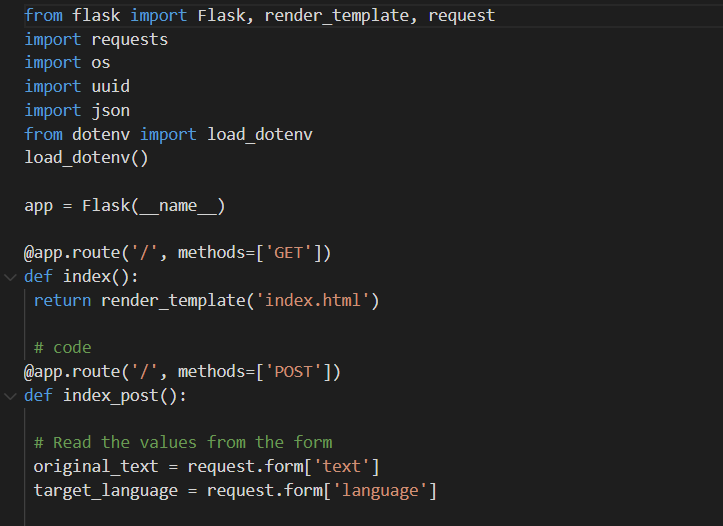 from flask import Flask, render_template, request
import requests
import os
import uuid
import json
from dotenv import load_dotenv
load_dotenv()
app = Flask(__name__)
@app.route('/', methods=['GET'])
def index():
return render_template('index.html')
# code
@app.route('/', methods=['POST'])
def index_post():
# Read the values from the form
original_text = request.form['text']
target_language = request.form['language']